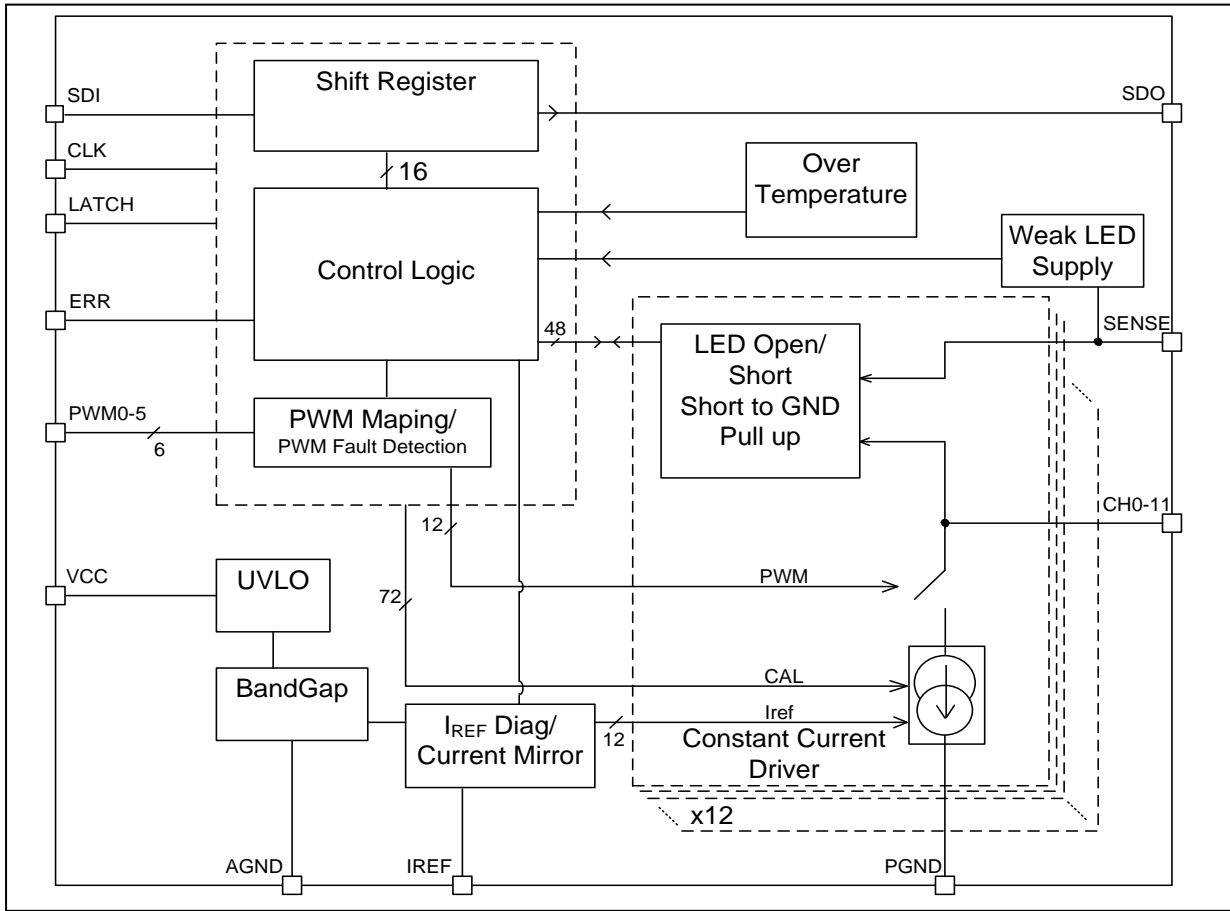 Shift Register
SDI
SDO
CLK
16
Over
Temperature
LATCH
Control Logic
Weak LED
Supply
ERR
48
SENSE
LED Open/
Short
Short to GND
Pull up
PWM0-5
6
PWM Maping/
PWM Fault Detection
12
CH0-11
VCC
UVLO
72
PWM
BandGap
CAL
IREF Diag/
Current Mirror
12
Iref
Constant Current
Driver
x12
AGND
IREF
PGND